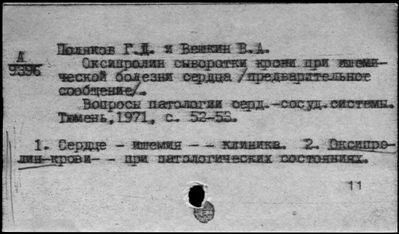 Поляков Г.Д. и Вешкин В.А.
А
9396
Оксипролин сыворотки крови при ишеми-
ческой болезни сердца /предварительное
сообщение/.
Вопросы патологии серд.-сосуд.системы.
Тюмень,1971, с. 52-55.
1. Сердце - ишемия -- клиника. 2. Оксипро-
лин-крови-- при патологических состояниях.
11